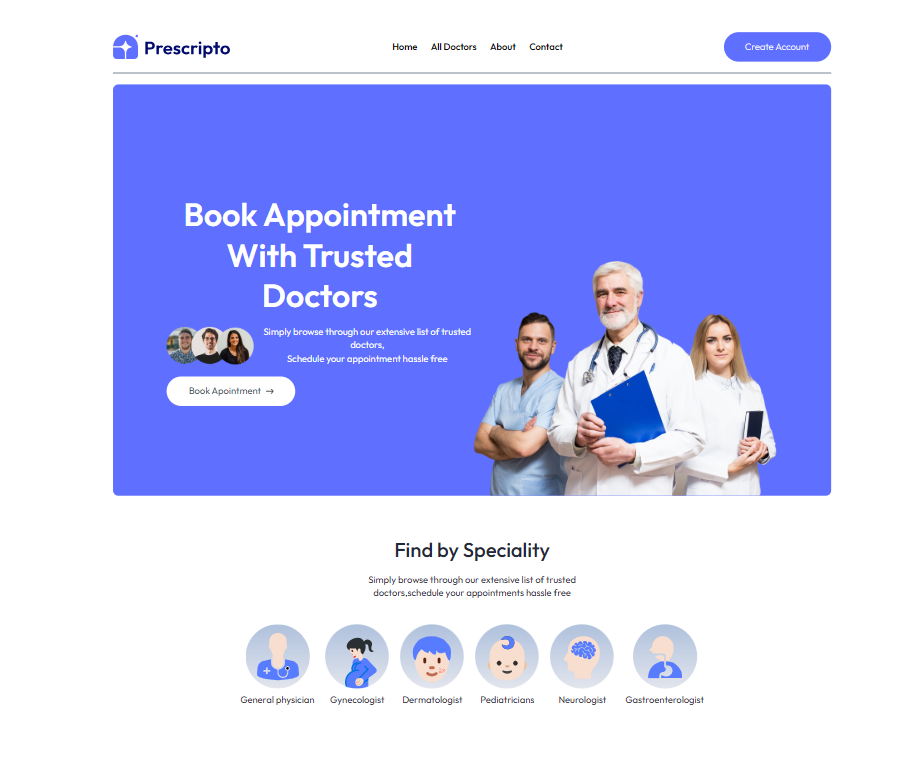 Prescripto
Home All Doctors About Contact
Create Account
Book Appointment
With Trusted
Doctors
Simply browse through our extensive list of trusted
doctors,
Schedule your appointment hassle free
Book Apointment →
Find by Speciality
Simply browse through our extensive list of trusted
doctors,schedule your appointments hassle free
General physician Gynecologist Dermatologist Pediatricians Neurologist Gastroenterologist